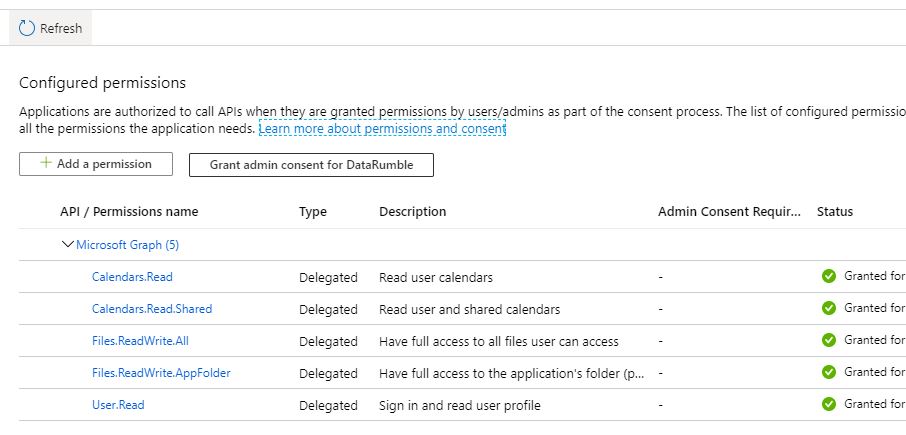 Refresh
Configured permissions
Applications are authorized to call APIs when they are granted permissions by users/admins as part of the consent process. The list of configured permissio
all the permissions the application needs. Learn more about permissions and consent
+ Add a permission Grant admin consent for DataRumble
API / Permissions name Type Description Admin Consent Requir... Status
Microsoft Graph (5)
Calendars.Read Delegated Read user calendars - Granted for
Calendars.Read.Shared Delegated Read user and shared calendars - Granted for
Files.ReadWrite.All Delegated Have full access to all files user can access - Granted for
Files.ReadWrite.AppFolder Delegated Have full access to the application's folder (p... - Granted for
User.Read Delegated Sign in and read user profile - Granted for